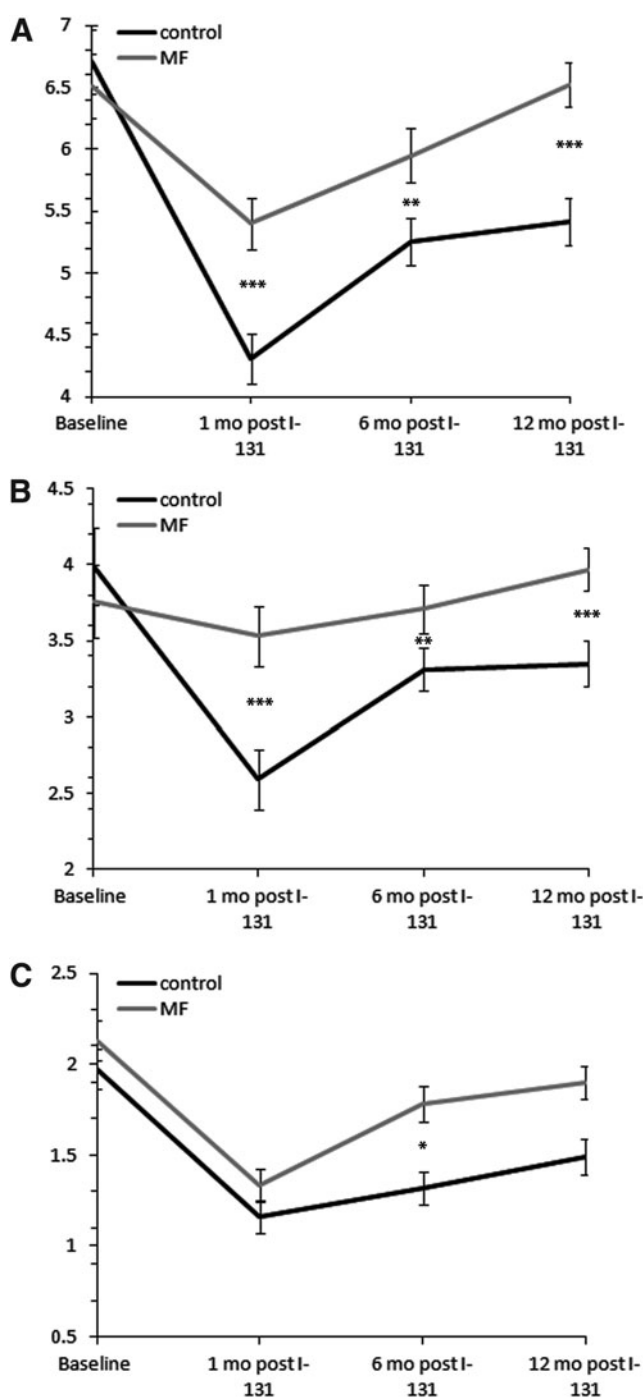 A
control
MF
7
6.5
6
5.5
5
4.5
4
***
**
***
Baseline
1 mo post I-
131
6 mo post I-
131
12 mo post I-
131
B
control
MF
4.5
4
3.5
3
2.5
2
***
**
***
Baseline
1 mo post I-
131
6 mo post I-
131
12 mo post I-
131
C
control
MF
2.5
2
1.5
1
0.5
*
Baseline
1 mo post I-
131
6 mo post I-
131
12 mo post I-
131